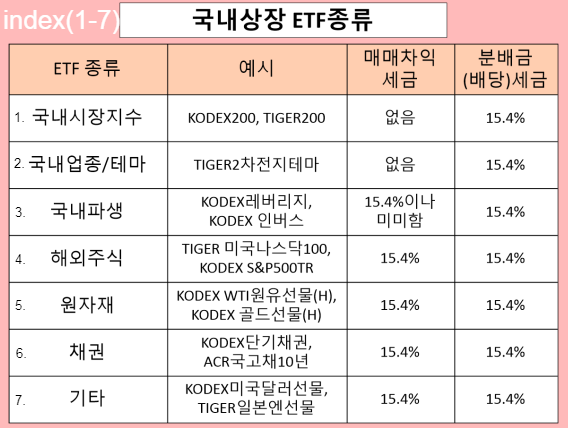 index(1-7)
국내상장 ETF종류
ETF 종류
예시
매매차익
세금
분배금
(배당)세금
1. 국내시장지수
KODEX200, TIGER200
없음
15.4%
2. 국내업종/테마
TIGER2차전지테마
없음
15.4%
3. 국내파생
KODEX레버리지,
KODEX 인버스
15.4%이나
미미함
15.4%
4. 해외주식
TIGER 미국나스닥100,
KODEX S&P500TR
15.4%
15.4%
5. 원자재
KODEX WTI원유선물(H),
KODEX 골드선물(H)
15.4%
15.4%
6. 채권
KODEX단기채권,
ACR국고채10년
15.4%
15.4%
7. 기타
KODEX미국달러선물,
TIGER일본엔선물
15.4%
15.4%